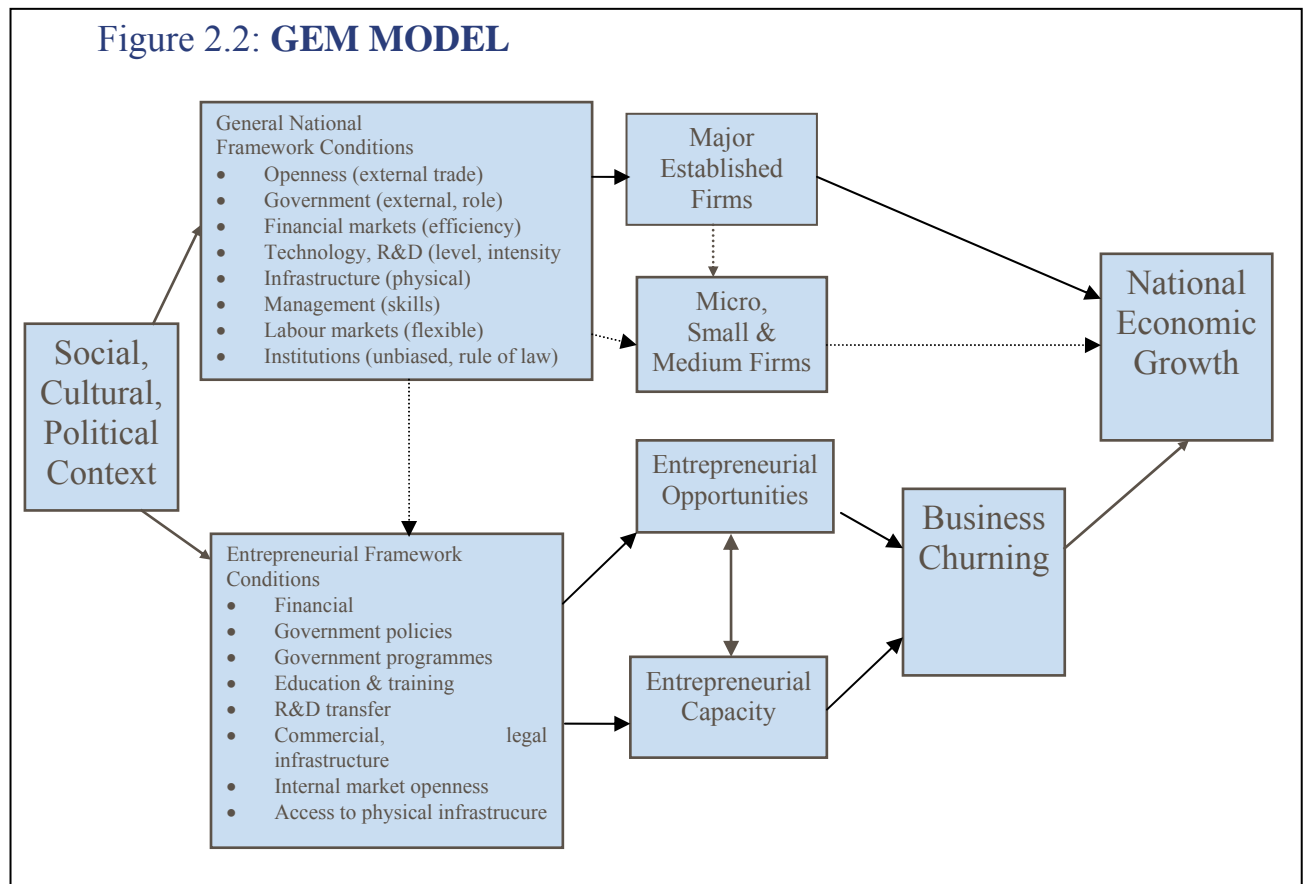 Figure 2.2: GEM MODEL
General National
Framework Conditions
• Openness (external trade)
• Government (external, role)
• Financial markets (efficiency)
• Technology, R&D (level, intensity
• Infrastructure (physical)
• Management (skills)
• Labour markets (flexible)
• Institutions (unbiased, rule of law)
Major
Established
Firms
Micro,
Small &
Medium Firms
National
Economic
Growth
Social,
Cultural,
Political
Context
Entrepreneurial Framework
Conditions
• Financial
• Government policies
• Government programmes
• Education & training
• R&D transfer
• Commercial, legal
infrastructure
• Internal market openness
• Access to physical infrastrucure
Entrepreneurial
Opportunities
Entrepreneurial
Capacity
Business
Churning